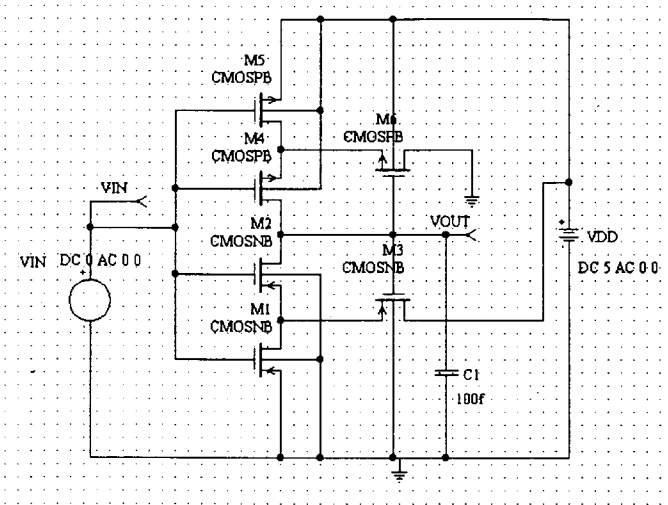 M5
CMOSPB
M6
CMOSPB
M4
CMOSPB
VIN
M2
CMOSNB
VOUT
VIN DC 0 AC 0 0
+
M3
CMOSNB
+
VDD
DC 5 AC 0 0
M1
CMOSNB
C1
100f